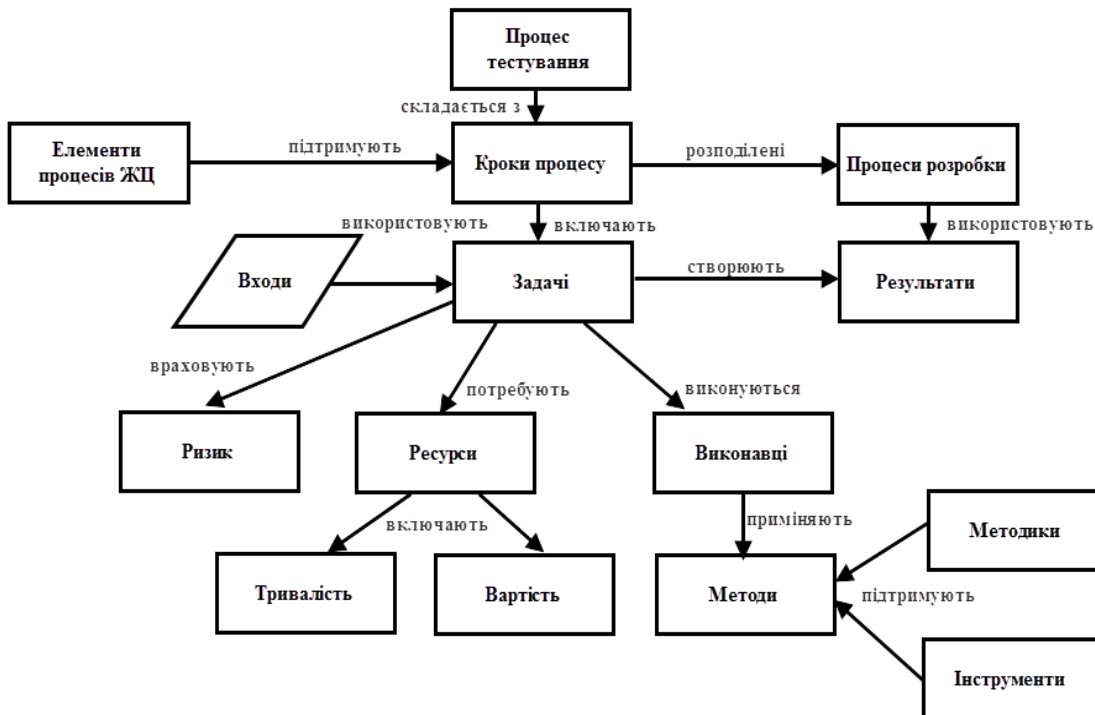 Процес
тестування
складається з
Елементи
процесів ЖЦ
підтримують
Кроки процесу
розподілені
Процеси розробки
використовують
включають
використовують
Входи
Задачі
створюють
Результати
враховують
потребують
виконуються
Ризик
Ресурси
Виконавці
включають
приміняють
Методики
Тривалість
Вартість
Методи
підтримують
Інструменти